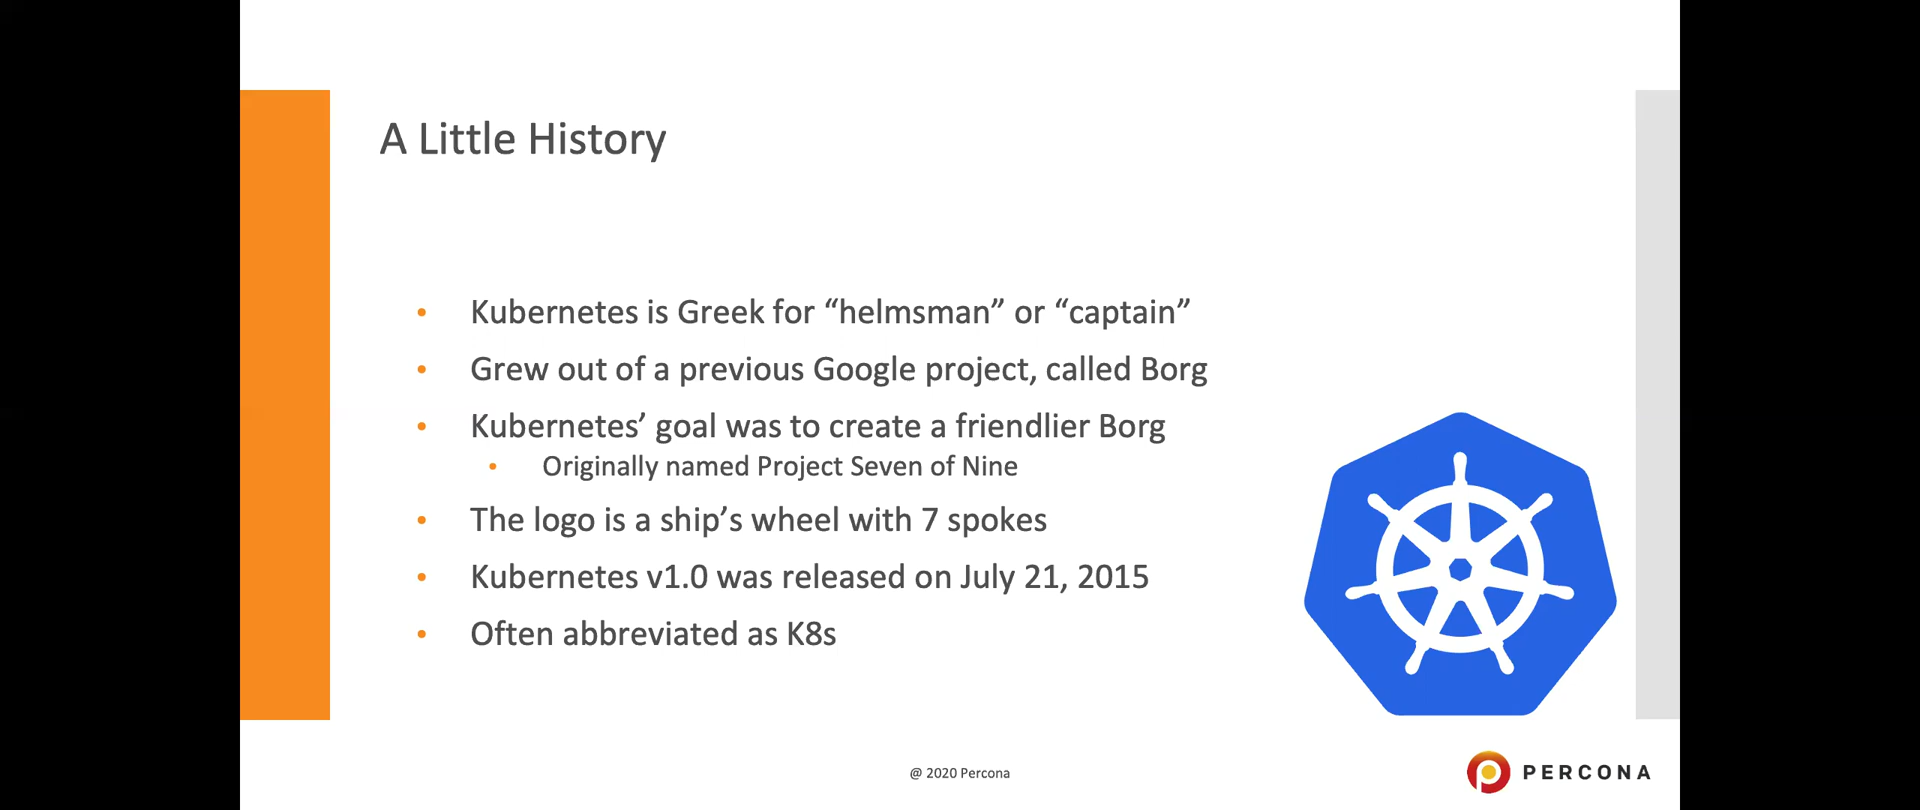 A Little History
• Kubernetes is Greek for “helmsman” or “captain”
• Grew out of a previous Google project, called Borg
• Kubernetes’ goal was to create a friendlier Borg
• Originally named Project Seven of Nine
• The logo is a ship’s wheel with 7 spokes
• Kubernetes v1.0 was released on July 21, 2015
• Often abbreviated as K8s
@ 2020 Percona
PERCONA